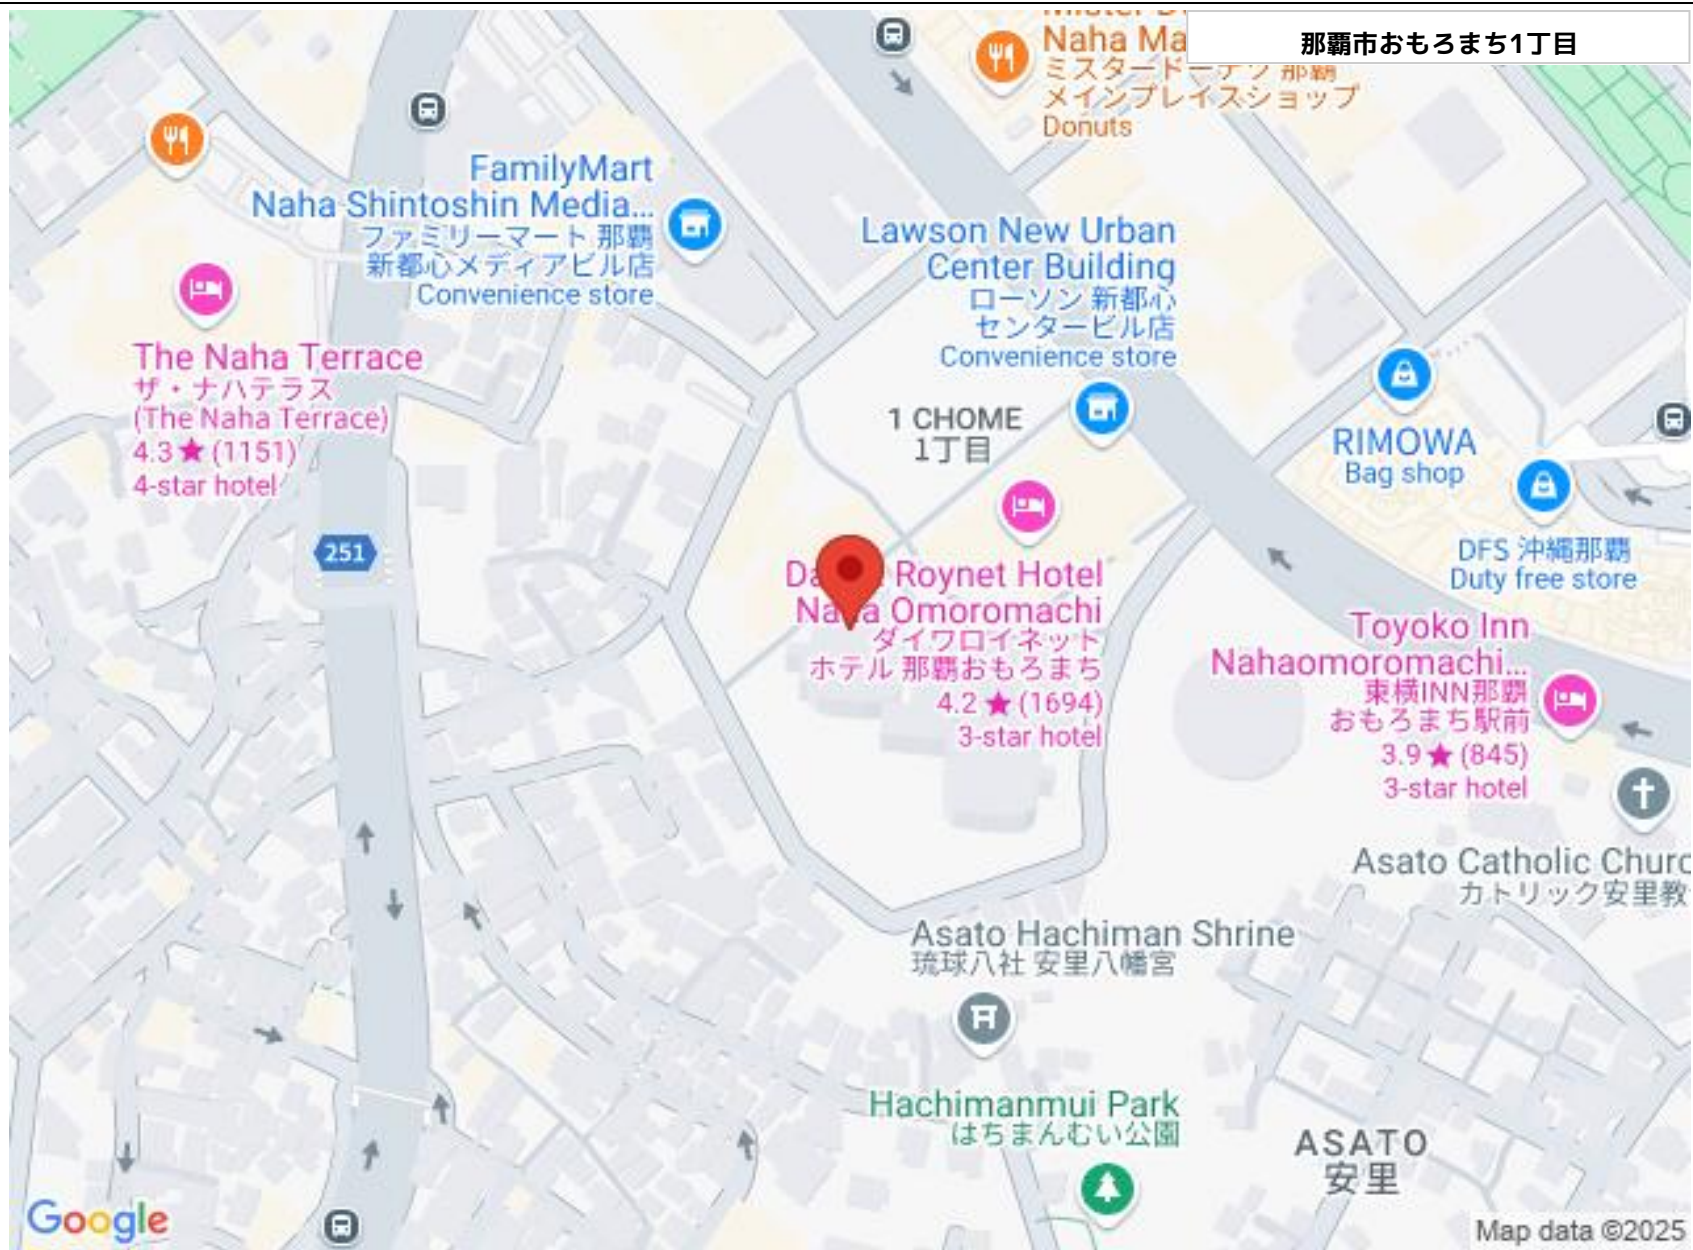 那覇市おもろまち1丁目
Naha Ma
ミスタードーナツ 那覇
メインプレイスショップ
Donuts
FamilyMart
Naha Shintoshin Media...
ファミリーマート 那覇
新都心メディアビル店
Convenience store
Lawson New Urban
Center Building
ローソン 新都心
センタービル店
Convenience store
The Naha Terrace
ザ・ナハテラス
(The Naha Terrace)
4.3★(1151)
4-star hotel
1 CHOME
1丁目
RIMOWA
Bag shop
251
DFS 沖縄那覇
Duty free store
Roynet Hotel
Omoromachi
ダイワロイネット
ホテル 那覇おもろまち
4.2★(1694)
3-star hotel
Toyoko Inn
Nahaomoromachi...
東横INN那覇
おもろまち駅前
3.9★(845)
3-star hotel
Asato Catholic Churc
カトリック安里教
Asato Hachiman Shrine
琉球八社 安里八幡宮
Hachimanmui Park
はちまんむい公園
ASATO
安里
Google
Map data ©2025